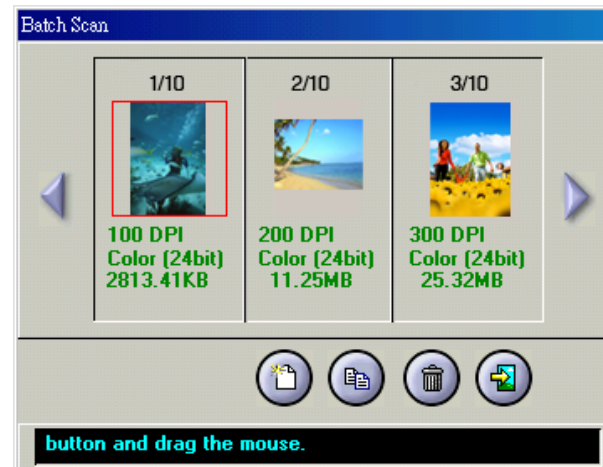 Batch Scan
1/10
100 DPI
Color (24bit)
2813.41KB
2/10
200 DPI
Color (24bit)
11.25MB
3/10
300 DPI
Color (24bit)
25.32MB
button and drag the mouse.